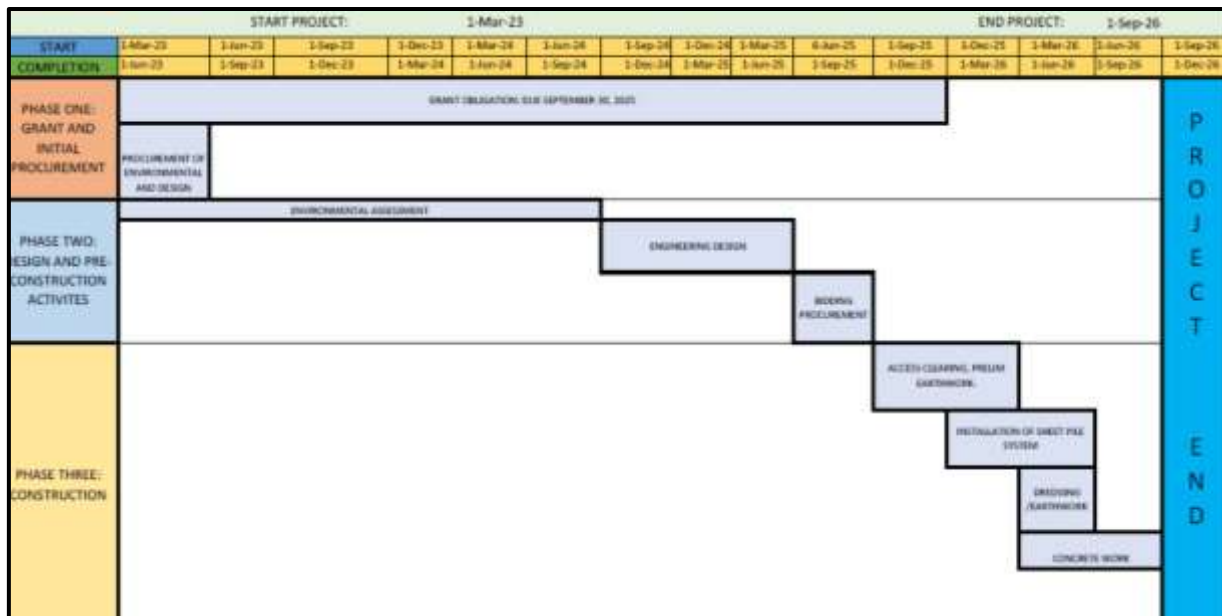 START PROJECT: 1-Mar-23 END PROJECT: 1-Sep-26
START 1-Mar-23 1-Jun-23 1-Sep-23 1-Dec-23 1-Mar-24 1-Jun-24 1-Sep-24 1-Dec-24 1-Mar-25 6-Jun-25 1-Sep-25 1-Dec-25 1-Mar-26 1-Jun-26 1-Sep-26
COMPLETION 1-Jun-23 1-Sep-23 1-Dec-23 1-Mar-24 1-Jun-24 1-Sep-24 1-Dec-24 1-Mar-25 1-Jun-25 1-Sep-25 1-Dec-25 1-Mar-26 1-Jun-26 1-Sep-26 1-Dec-26
PHASE ONE:
GRANT AND
INITIAL
PROCUREMENT
GRANT OBLIGATION: DUE SEPTEMBER 30, 2025
PROCUREMENT OF
ENVIRONMENTAL
AND DESIGN
PHASE TWO:
DESIGN AND PRE-
CONSTRUCTION
ACTIVITES
ENVIRONMENTAL ASSESSMENT
ENGINEERING DESIGN
BIDDING
PROCUREMENT
PHASE THREE:
CONSTRUCTION
ACCESS CLEARING, PRELIM
EARTHWORK
INSTALLATION OF SHEET PILE
SYSTEM
DREDGING
/EARTHWORK
CONCRETE WORK
PROJECT
END